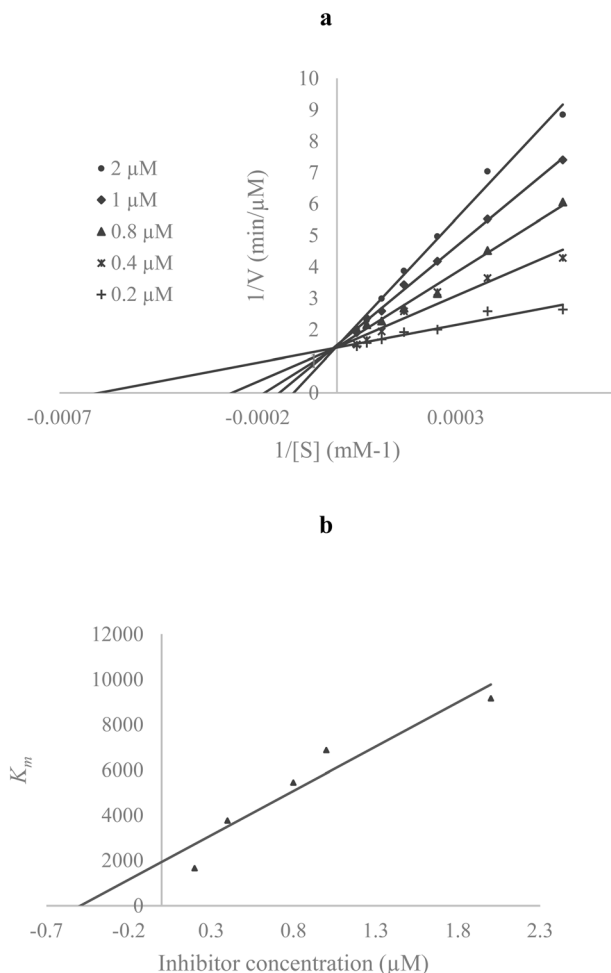 a
10
9
8
7
6
5
4
3
2
1
0
1/V (min/µM)
2 µM
1 µM
0.8 µM
0.4 µM
0.2 µM
-0.0007 -0.0002 0.0003
1/[S] (mM-1)
b
12000
10000
8000
6000
4000
2000
0
Km
-0.7 -0.2 0.3 0.8 1.3 1.8 2.3
Inhibitor concentration (µM)